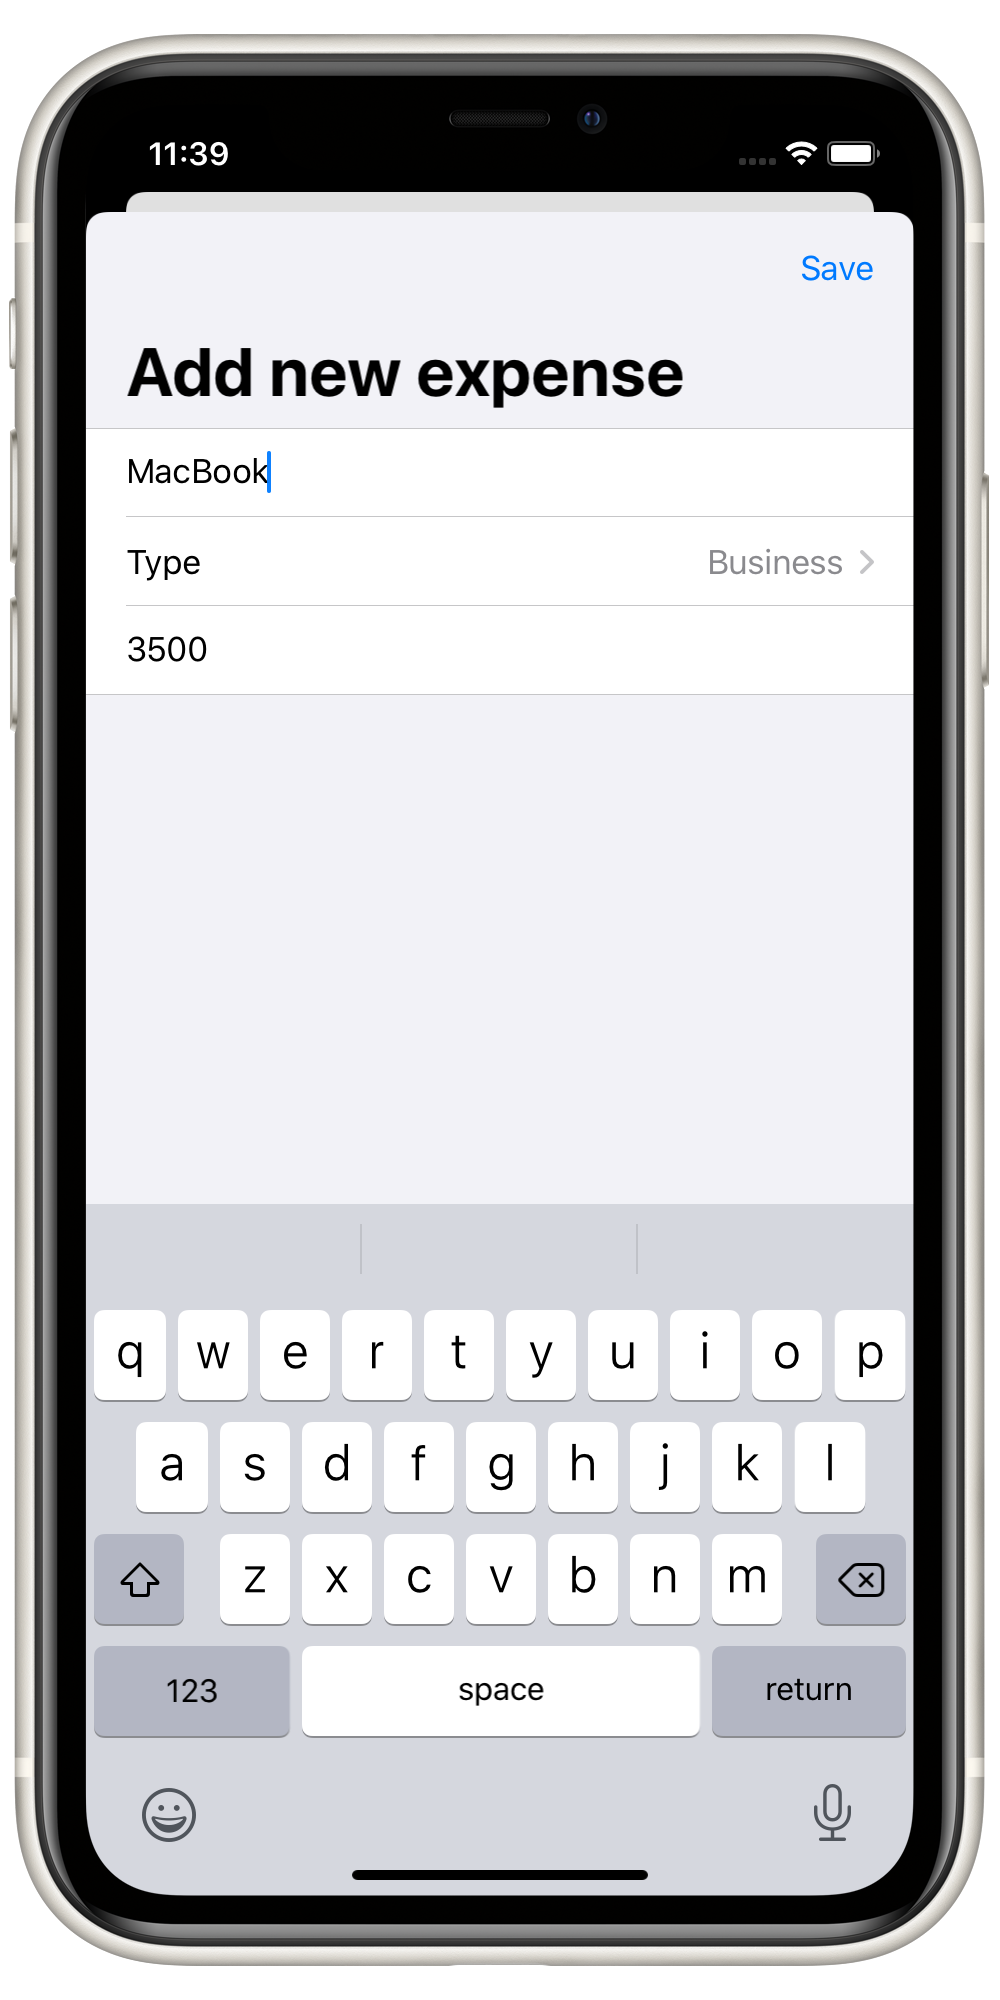 11:39
Save
Add new expense
MacBook
Type Business
3500
q w e r t y u i o p
a s d f g h j k l
z x c v b n m
123 space return